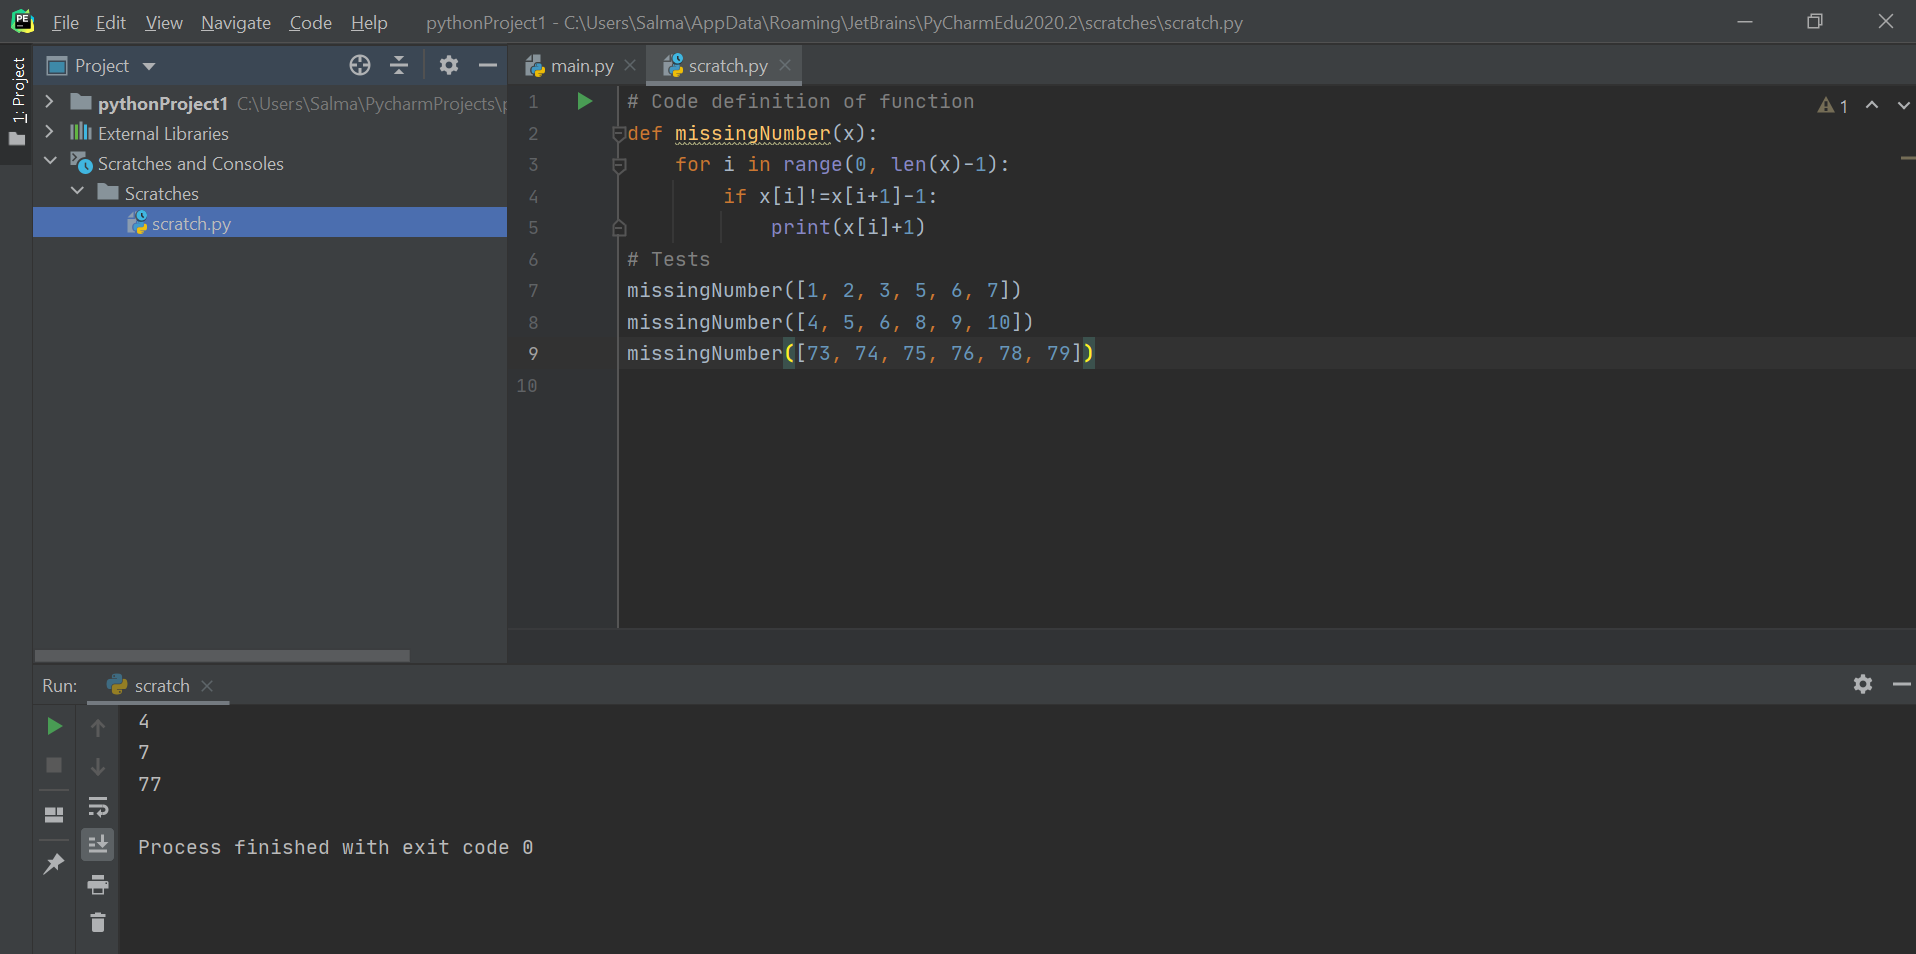 PE File Edit View Navigate Code Help pythonProject1 - C:\Users\Salma\AppData\Roaming\JetBrains\PyCharmEdu2020.2\scratches\scratch.py
1: Project
Project
pythonProject1 C:\Users\Salma\PycharmProjects\
External Libraries
Scratches and Consoles
Scratches
scratch.py
main.py scratch.py
1 # Code definition of function
2 def missingNumber(x):
3     for i in range(0, len(x)-1):
4         if x[i]!=x[i+1]-1:
5             print(x[i]+1)
6 # Tests
7 missingNumber([1, 2, 3, 5, 6, 7])
8 missingNumber([4, 5, 6, 8, 9, 10])
9 missingNumber([73, 74, 75, 76, 78, 79])
10
1
Run: scratch
4
7
77
Process finished with exit code 0